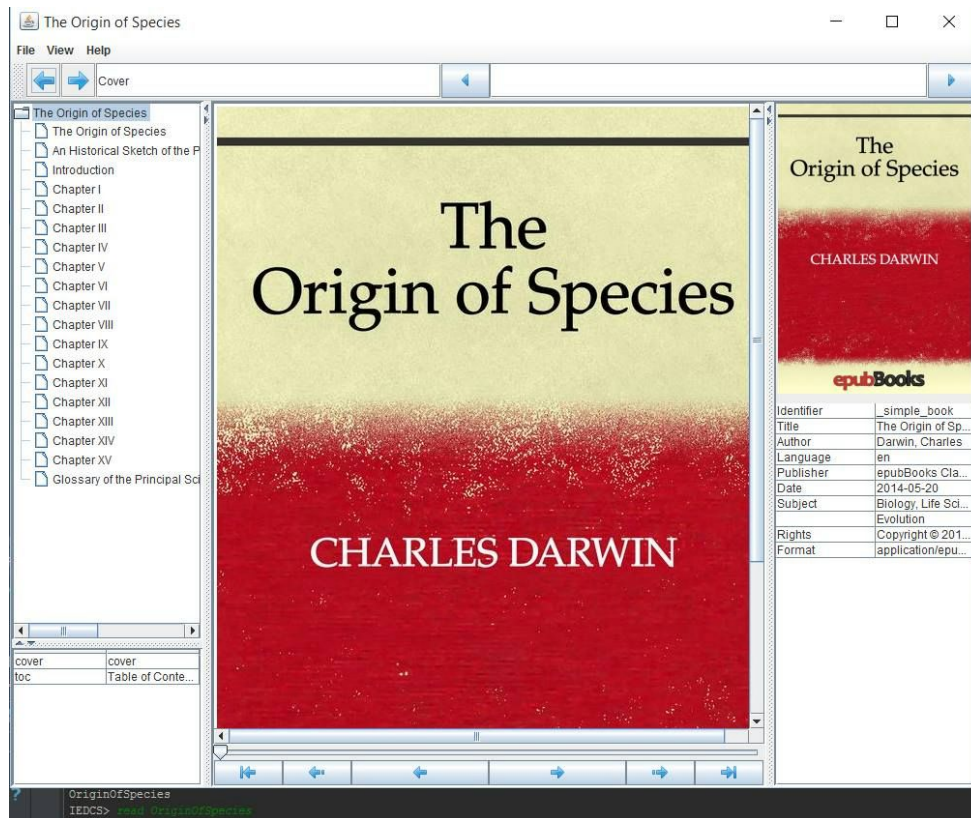 The Origin of Species
File View Help
Cover
The Origin of Species
The Origin of Species
An Historical Sketch of the P
Introduction
Chapter I
Chapter II
Chapter III
Chapter IV
Chapter V
Chapter VI
Chapter VII
Chapter VIII
Chapter IX
Chapter X
Chapter XI
Chapter XII
Chapter XIII
Chapter XIV
Chapter XV
Glossary of the Principal Sci
cover cover
toc Table of Conte...
The
Origin of Species
CHARLES DARWIN
The
Origin of Species
CHARLES DARWIN
epubBooks
Identifier _simple_book
Title The Origin of Sp...
Author Darwin, Charles
Language en
Publisher epubBooks Cla...
Date 2014-05-20
Subject Biology, Life Sci...
Evolution
Rights Copyright © 201...
Format application/epu...
?
OriginOfSpecies
IEDCS> read OriginOfSpecies